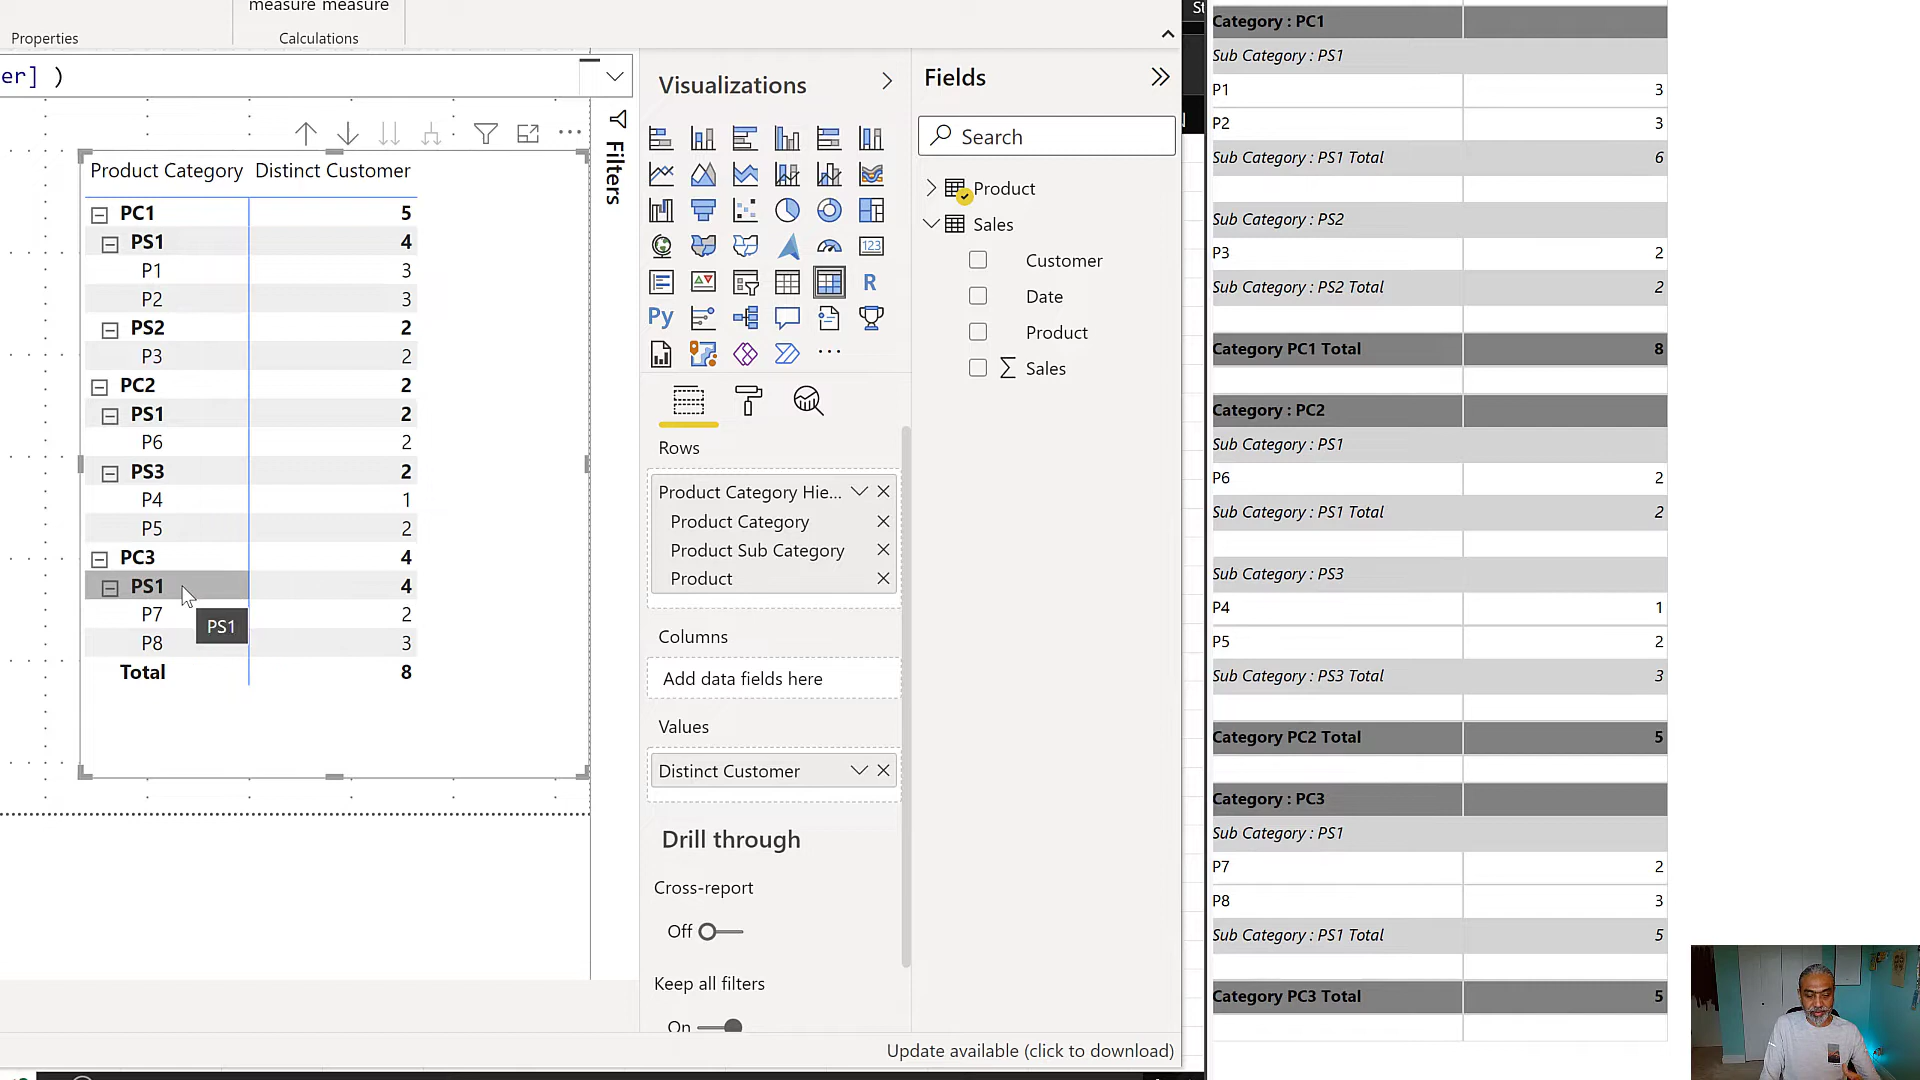 measure measure
Properties
Calculations
er] )
Product Category Distinct Customer
PC1 5
PS1 4
P1 3
P2 3
PS2 2
P3 2
PC2 2
PS1 2
P6 2
PS3 2
P4 1
P5 2
PC3 4
PS1 4
P7 2
PS1
P8 3
Total 8
Filters
Visualizations
123
R
Py
Rows
Product Category Hie...
Product Category
Product Sub Category
Product
Columns
Add data fields here
Values
Distinct Customer
Drill through
Cross-report
Off
Keep all filters
On
Fields
Search
Product
Sales
Customer
Date
Product
Σ Sales
Update available (click to download)
St
Category : PC1
Sub Category : PS1
P1 3
P2 3
Sub Category : PS1 Total 6
Sub Category : PS2
P3 2
Sub Category : PS2 Total 2
Category PC1 Total 8
Category : PC2
Sub Category : PS1
P6 2
Sub Category : PS1 Total 2
Sub Category : PS3
P4 1
P5 2
Sub Category : PS3 Total 3
Category PC2 Total 5
Category : PC3
Sub Category : PS1
P7 2
P8 3
Sub Category : PS1 Total 5
Category PC3 Total 5